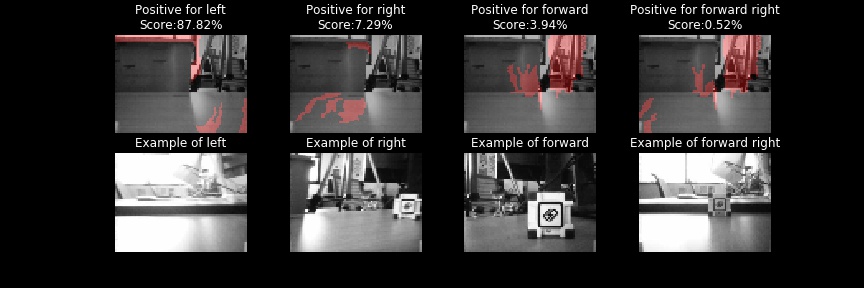 Positive for left
Score:87.82%
Positive for right
Score:7.29%
Positive for forward
Score:3.94%
Positive for forward right
Score:0.52%
Example of left
Example of right
Example of forward
Example of forward right